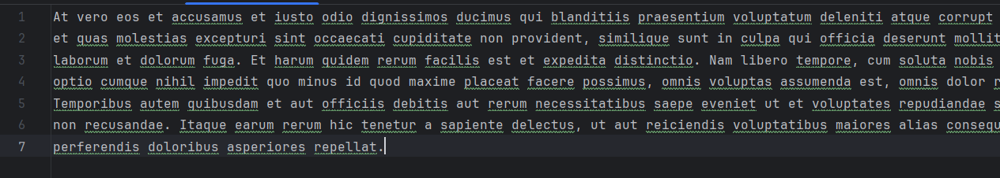 1 At vero eos et accusamus et iusto odio dignissimos ducimus qui blanditiis praesentium voluptatum deleniti atque corrupt
2 et quas molestias excepturi sint occaecati cupiditate non provident, similique sunt in culpa qui officia deserunt mollit
3 laborum et dolorum fuga. Et harum quidem rerum facilis est et expedita distinctio. Nam libero tempore, cum soluta nobis
4 optio cumque nihil impedit quo minus id quod maxime placeat facere possimus, omnis voluptas assumenda est, omnis dolor
5 Temporibus autem quibusdam et aut officiis debitis aut rerum necessitatibus saepe eveniet ut et voluptates repudiandae s
6 non recusandae. Itaque earum rerum hic tenetur a sapiente delectus, ut aut reiciendis voluptatibus maiores alias consequ
7 perferendis doloribus asperiores repellat.